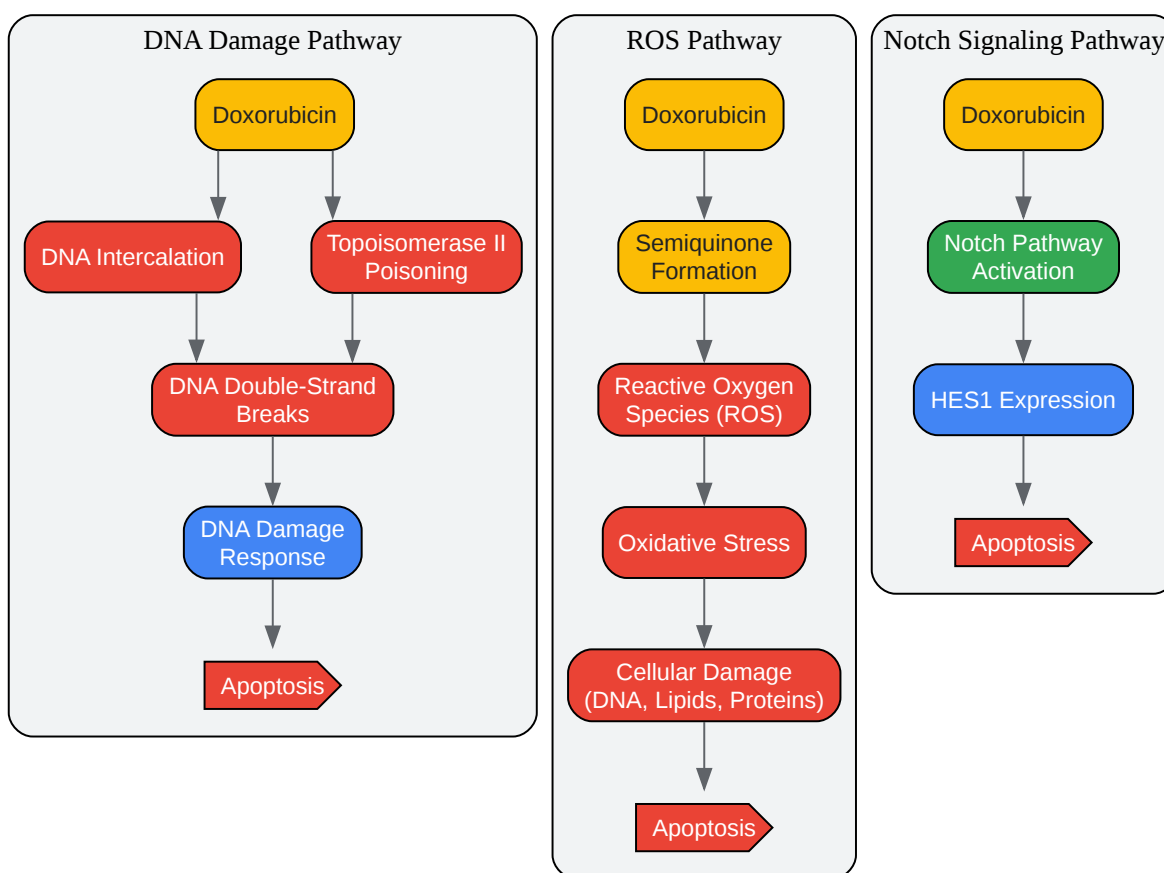 DNA Damage Pathway
Doxorubicin
DNA Intercalation
Topoisomerase II
Poisoning
DNA Double-Strand
Breaks
DNA Damage
Response
Apoptosis
ROS Pathway
Doxorubicin
Semiquinone
Formation
Reactive Oxygen
Species (ROS)
Oxidative Stress
Cellular Damage
(DNA, Lipids, Proteins)
Apoptosis
Notch Signaling Pathway
Doxorubicin
Notch Pathway
Activation
HES1 Expression
Apoptosis